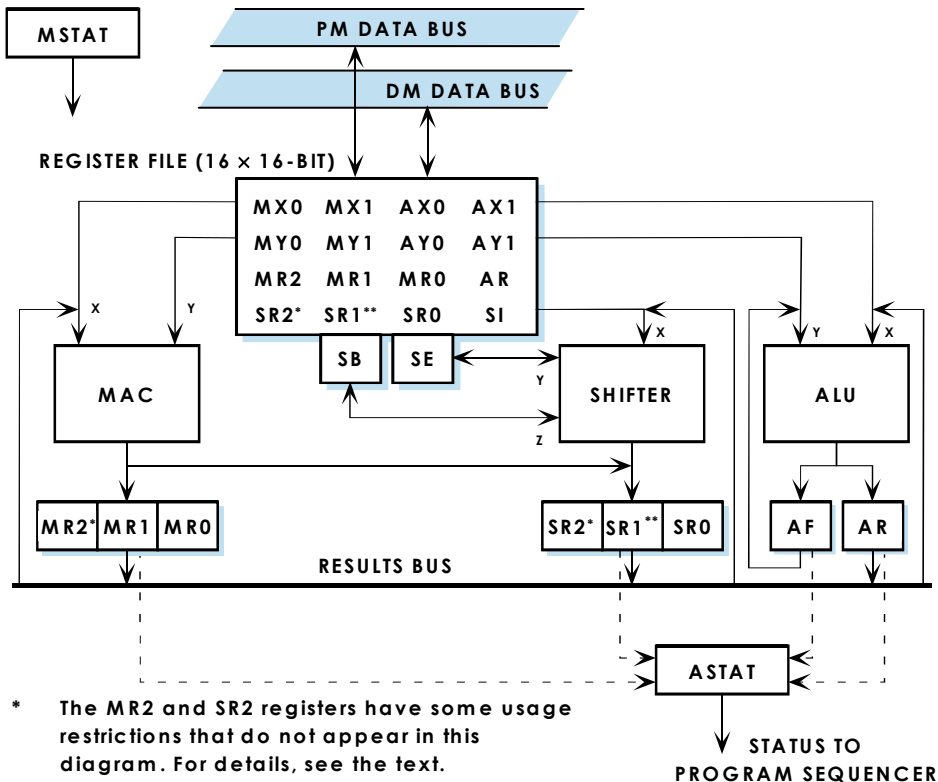 MSTAT
PM DATA BUS
DM DATA BUS
REGISTER FILE (16 × 16-BIT)
MX0 MX1 AX0 AX1
MY0 MY1 AY0 AY1
MR2 MR1 MR0 AR
SR2* SR1** SR0 SI
X Y X Y X
SB SE
MAC
Y
SHIFTER
ALU
Z
MR2* MR1 MR0
SR2* SR1** SR0
AF AR
RESULTS BUS
ASTAT
* The MR2 and SR2 registers have some usage
restrictions that do not appear in this
diagram. For details, see the text.
STATUS TO
PROGRAM SEQUENCER